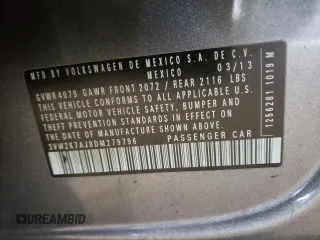 MFD BY VOLKSWAGEN DE MEXICO S.A. DE C.V.
MEXICO 03/13
GVWR4079 GAWR FRONT 2072 / REAR 2116 LBS
THIS VEHICLE CONFORMS TO ALL APPLICABLE U.S.
FEDERAL MOTOR VEHICLE SAFETY, BUMPER AND
THEFT PREVENTION STANDARDS IN EFFECT ON
THE DATE OF MANUFACTURE SHOWN ABOVE.
3VW2K7AJ8DM279796 PASSENGER CAR
1256281 1019 M
© DREAMBID